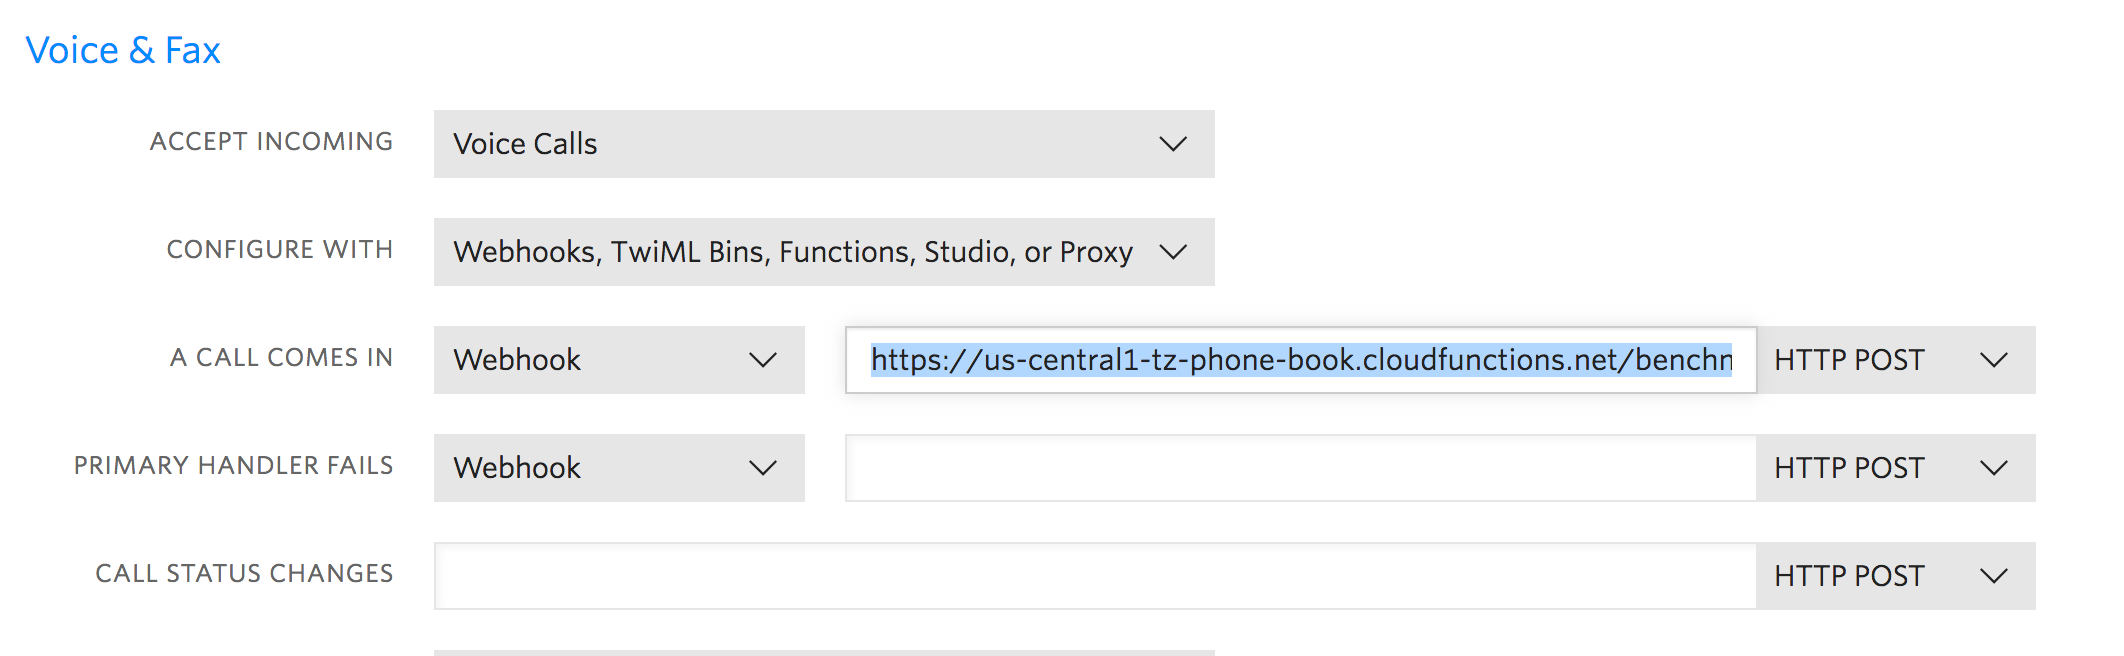 Voice & Fax
ACCEPT INCOMING Voice Calls
CONFIGURE WITH Webhooks, TwiML Bins, Functions, Studio, or Proxy
A CALL COMES IN Webhook https://us-central1-tz-phone-book.cloudfunctions.net/bench HTTP POST
PRIMARY HANDLER FAILS Webhook HTTP POST
CALL STATUS CHANGES HTTP POST